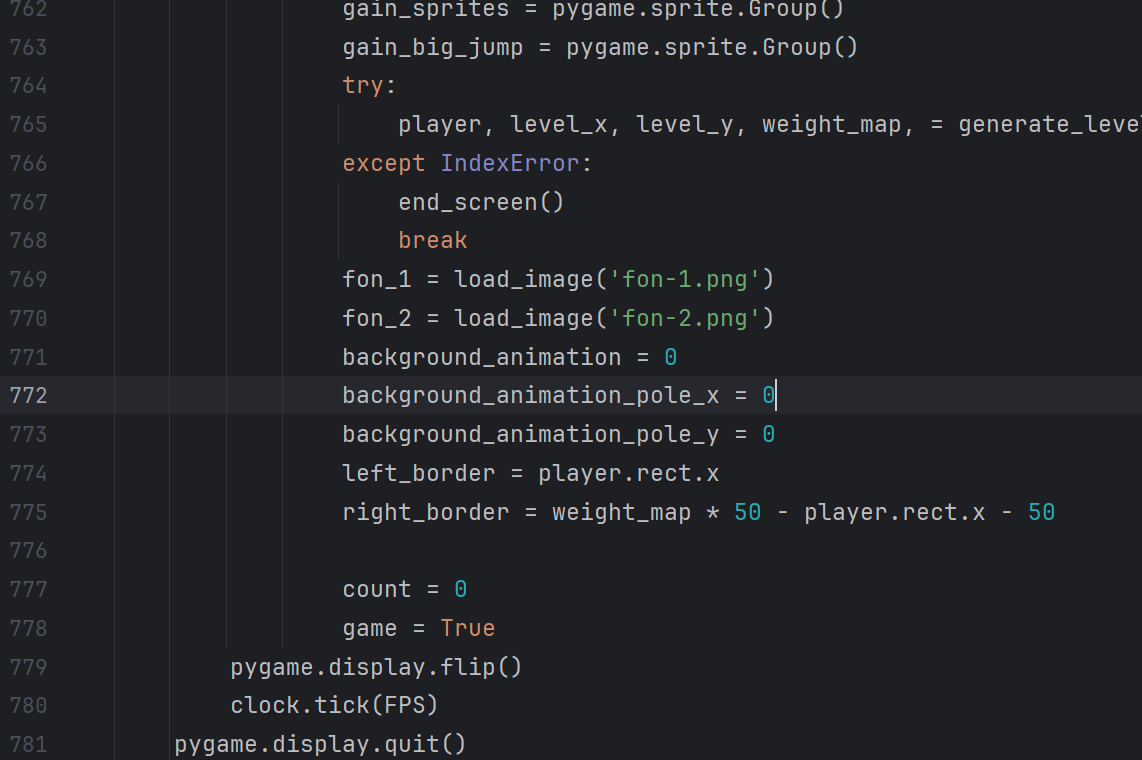 762 gain_sprites = pygame.sprite.Group()
763 gain_big_jump = pygame.sprite.Group()
764 try:
765 player, level_x, level_y, weight_map, = generate_level
766 except IndexError:
767 end_screen()
768 break
769 fon_1 = load_image('fon-1.png')
770 fon_2 = load_image('fon-2.png')
771 background_animation = 0
772 background_animation_pole_x = 0
773 background_animation_pole_y = 0
774 left_border = player.rect.x
775 right_border = weight_map * 50 - player.rect.x - 50
776
777 count = 0
778 game = True
779 pygame.display.flip()
780 clock.tick(FPS)
781 pygame.display.quit()